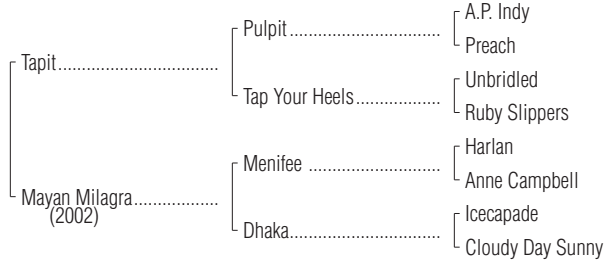 A.P. Indy
Pulpit
Preach
Tapit
Unbridled
Tap Your Heels
Ruby Slippers
Harlan
Menifee
Anne Campbell
Mayan Milagra
(2002)
Icecapade
Dhaka
Cloudy Day Sunny